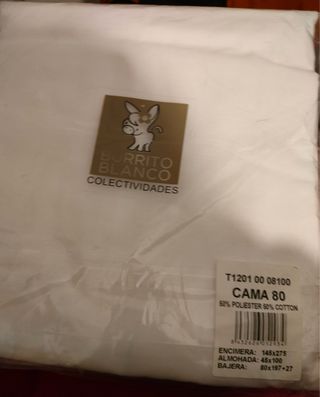 BURRITO
BLANCO
COLECTIVIDADES
T1201 00 08100
CAMA 80
50% POLIESTER 50% COTTON
ENCIMERA: 145x275
ALMOHADA: 45x100
BAJERA: 80x197+27